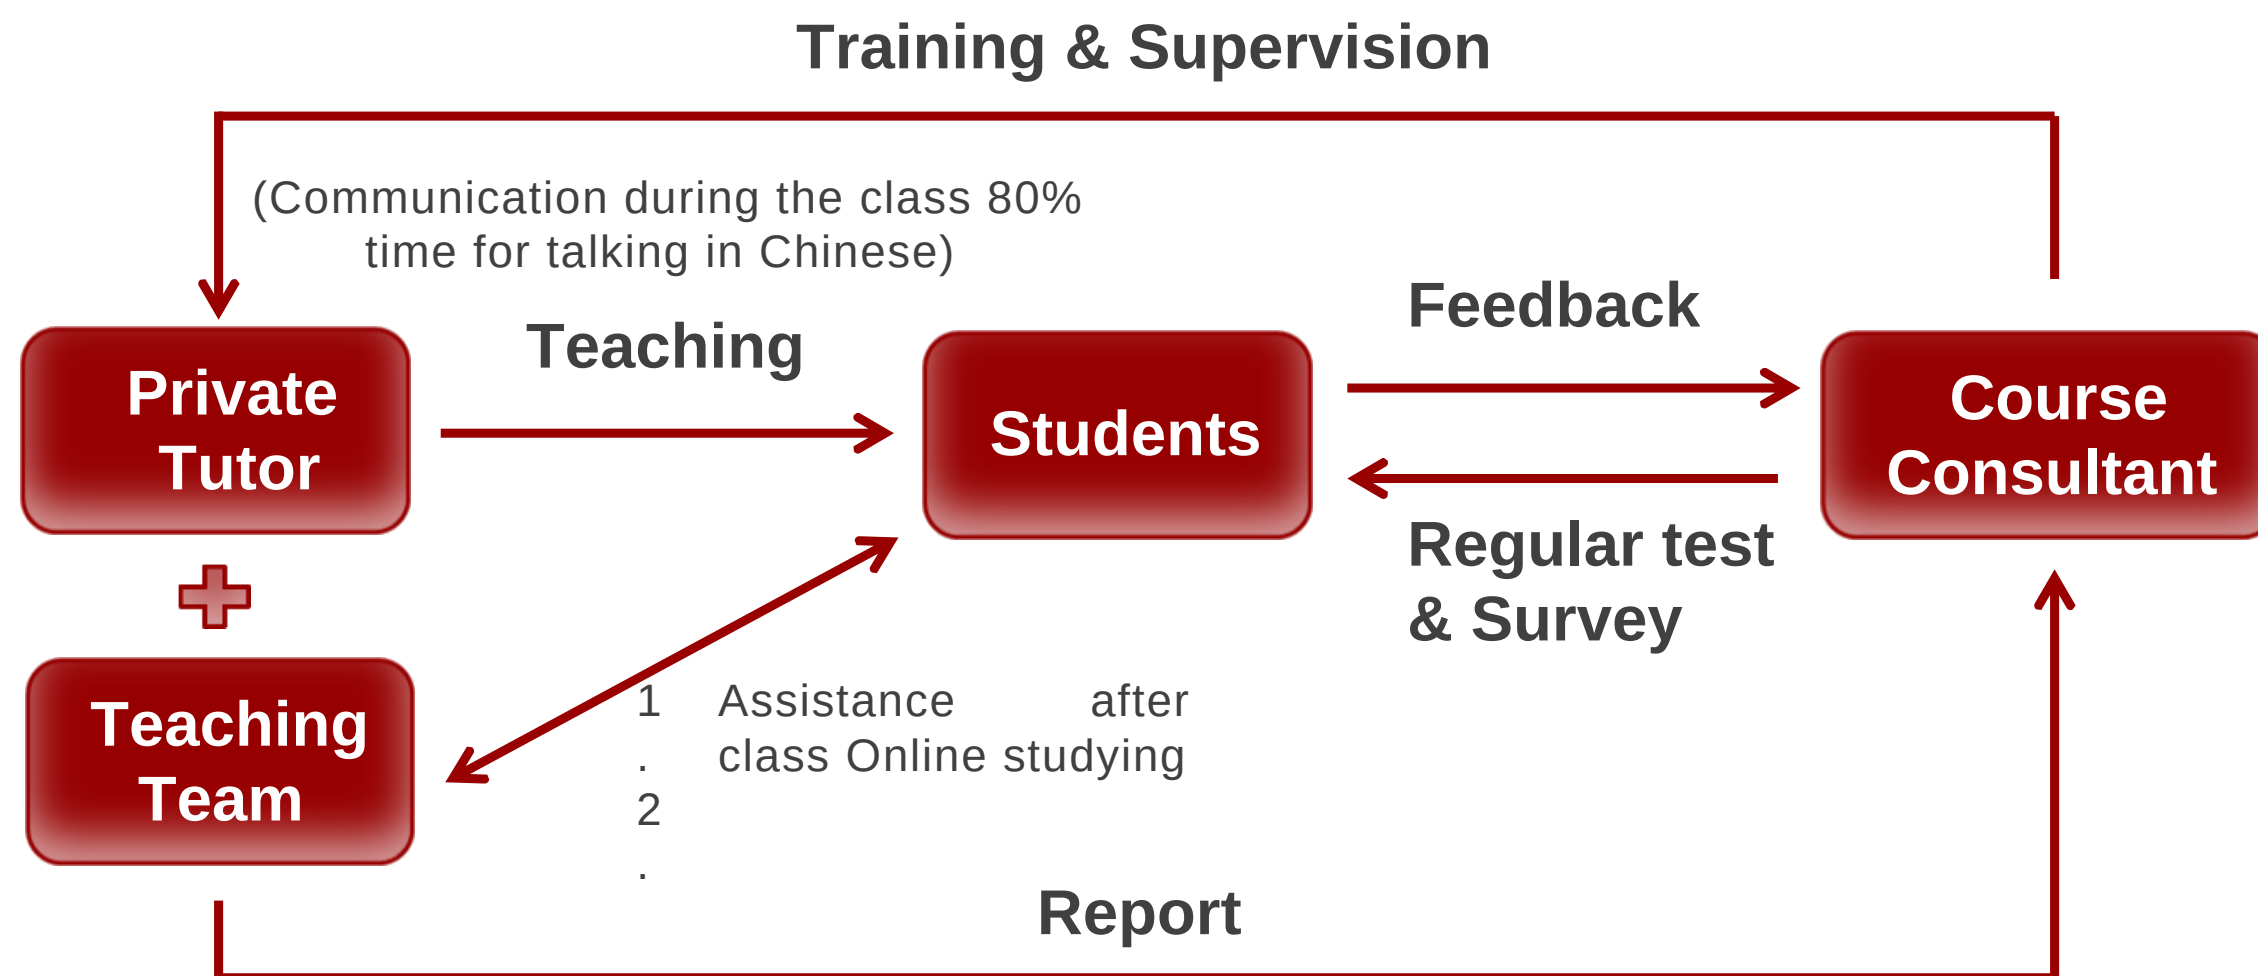 Training & Supervision
(Communication during the class 80%
time for talking in Chinese)
Feedback
Teaching
Private
Tutor
Students
Course
Consultant
Regular test
& Survey
Teaching
Team
1 Assistance after
. class Online studying
2
.
Report